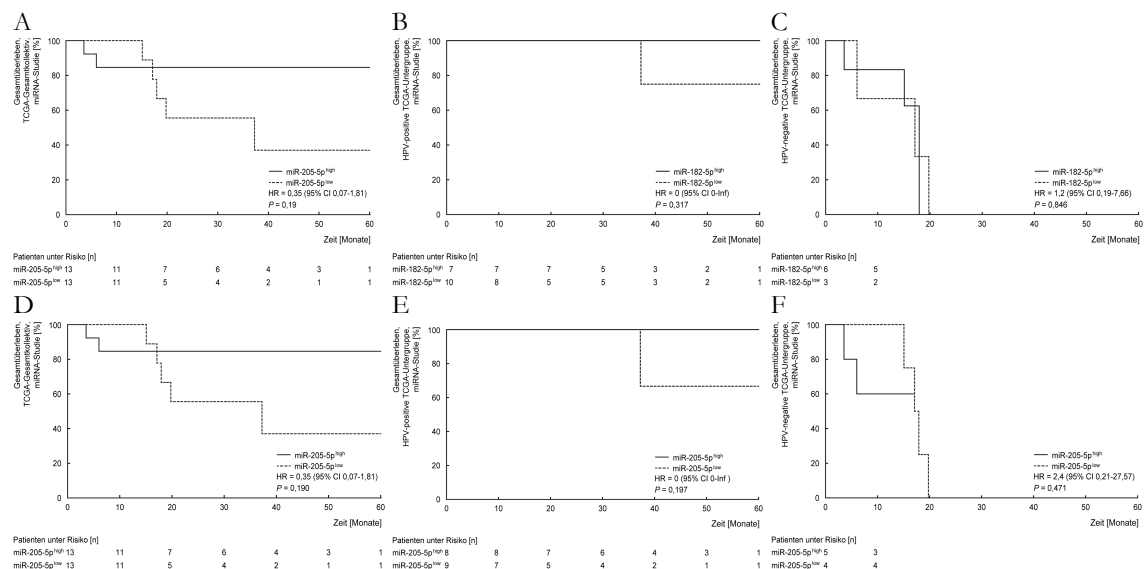 A
Gesamtüberleben,
TCGA-Gesamtkollektiv,
miRNA-Studie [%]
100
80
60
40
20
0
0 10 20 30 40 50 60
miR-205-5p^high
miR-205-5p^low
HR = 0,35 (95% CI 0,07-1,81)
P = 0,19
Zeit [Monate]
Patienten unter Risiko [n]
miR-205-5p^high 13 11 7 6 4 3 1
miR-205-5p^low 13 11 5 4 2 1 1
B
Gesamtüberleben,
HPV-positive TCGA-Untergruppe,
miRNA-Studie [%]
100
80
60
40
20
0
0 10 20 30 40 50 60
miR-182-5p^high
miR-182-5p^low
HR = 0 (95% CI 0-Inf)
P = 0,317
Zeit [Monate]
Patienten unter Risiko [n]
miR-182-5p^high 7 7 7 5 3 2 1
miR-182-5p^low 10 8 5 5 3 2 1
C
Gesamtüberleben,
HPV-negative TCGA-Untergruppe,
miRNA-Studie [%]
100
80
60
40
20
0
0 10 20 30 40 50 60
miR-182-5p^high
miR-182-5p^low
HR = 1,2 (95% CI 0,19-7,66)
P = 0,846
Zeit [Monate]
Patienten unter Risiko [n]
miR-182-5p^high 6 5
miR-182-5p^low 3 2
D
Gesamtüberleben,
TCGA-Gesamtkollektiv,
miRNA-Studie [%]
100
80
60
40
20
0
0 10 20 30 40 50 60
miR-205-5p^high
miR-205-5p^low
HR = 0,35 (95% CI 0,07-1,81)
P = 0,190
Zeit [Monate]
Patienten unter Risiko [n]
miR-205-5p^high 13 11 7 6 4 3 1
miR-205-5p^low 13 11 5 4 2 1 1
E
Gesamtüberleben,
HPV-positive TCGA-Untergruppe,
miRNA-Studie [%]
100
80
60
40
20
0
0 10 20 30 40 50 60
miR-205-5p^high
miR-205-5p^low
HR = 0 (95% CI 0-Inf )
P = 0,197
Zeit [Monate]
Patienten unter Risiko [n]
miR-205-5p^high 8 8 7 6 4 3 1
miR-205-5p^low 9 7 5 4 2 1 1
F
Gesamtüberleben,
HPV-negative TCGA-Untergruppe,
miRNA-Studie [%]
100
80
60
40
20
0
0 10 20 30 40 50 60
miR-205-5p^high
miR-205-5p^low
HR = 2,4 (95% CI 0,21-27,57)
P = 0,471
Zeit [Monate]
Patienten unter Risiko [n]
miR-205-5p^high 5 3
miR-205-5p^low 4 4